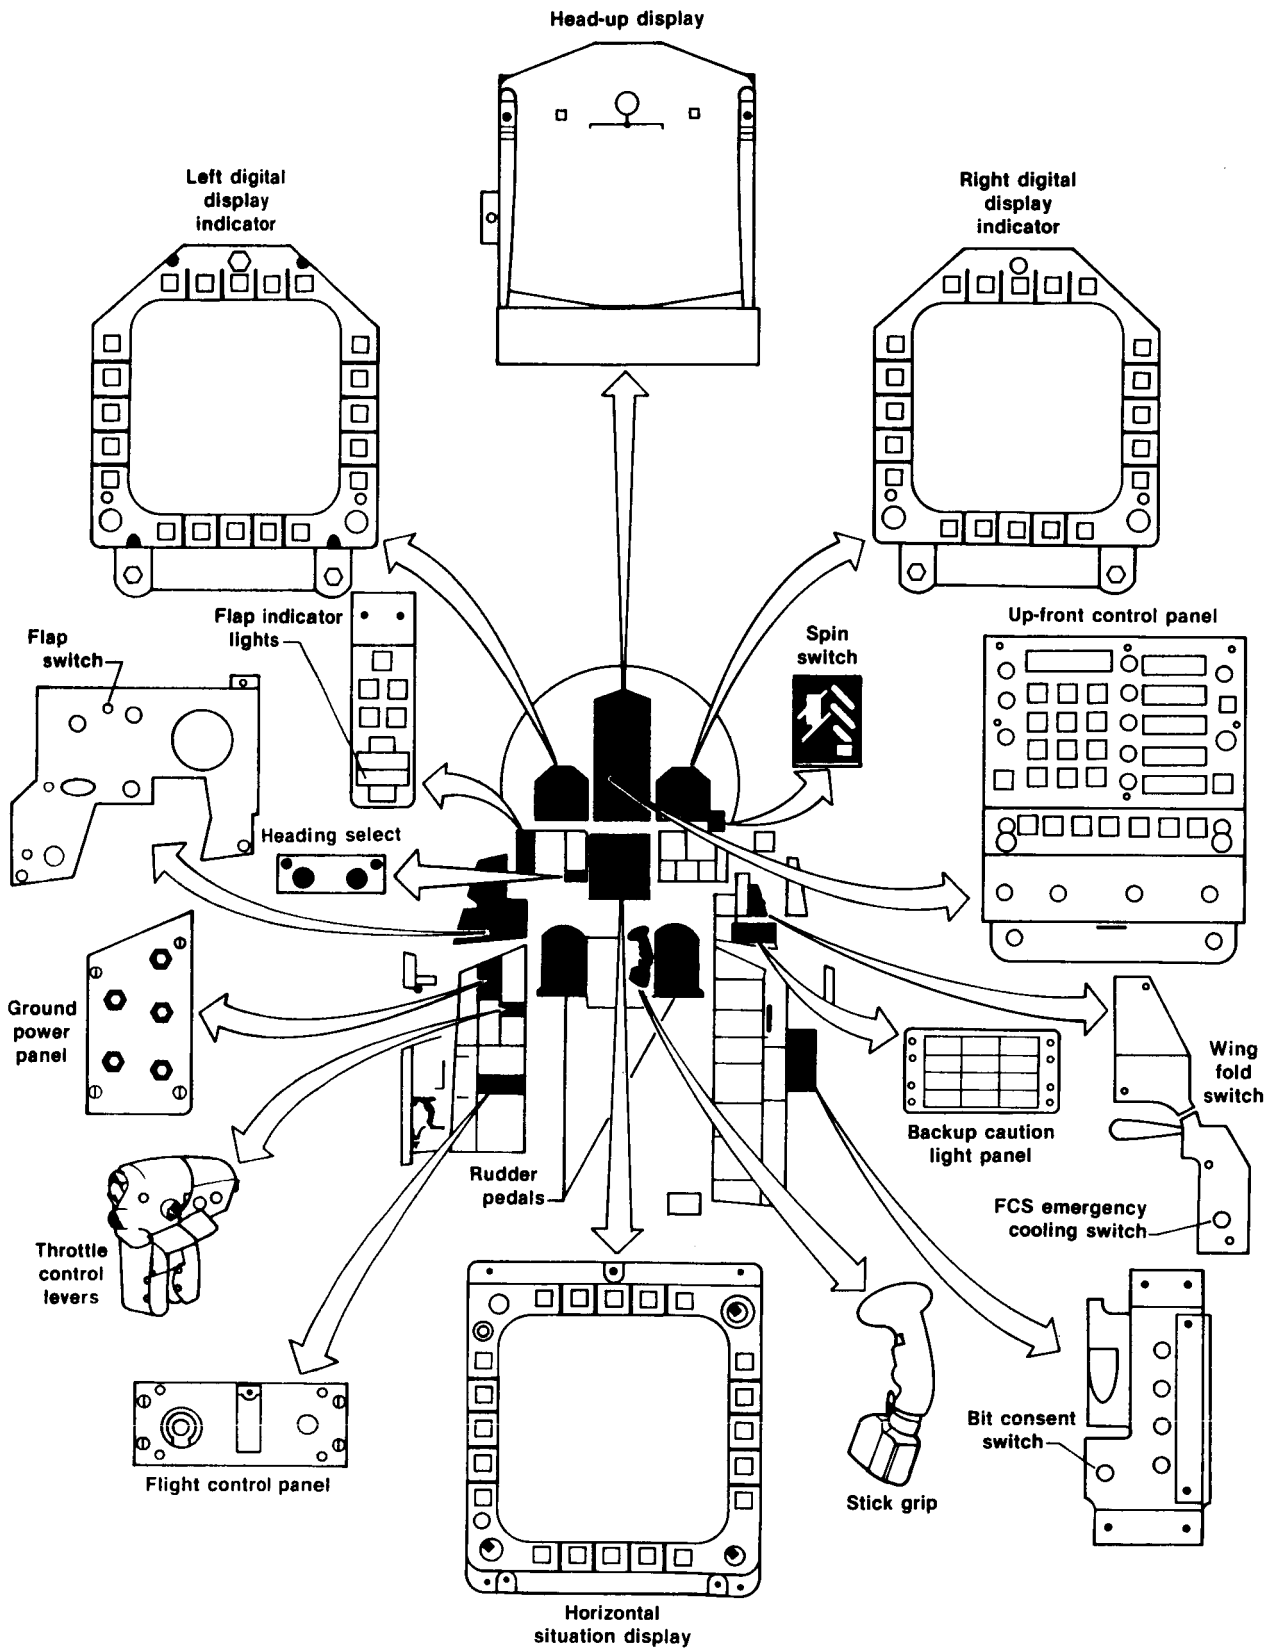 Head-up display
Left digital
display
indicator
Right digital
display
indicator
Flap indicator
lights
Flap
switch
Spin
switch
Up-front control panel
Heading select
Ground
power
panel
Wing
fold
switch
Backup caution
light panel
Rudder
pedals
FCS emergency
cooling switch
Throttle
control
levers
Bit consent
switch
Flight control panel
Stick grip
Horizontal
situation display